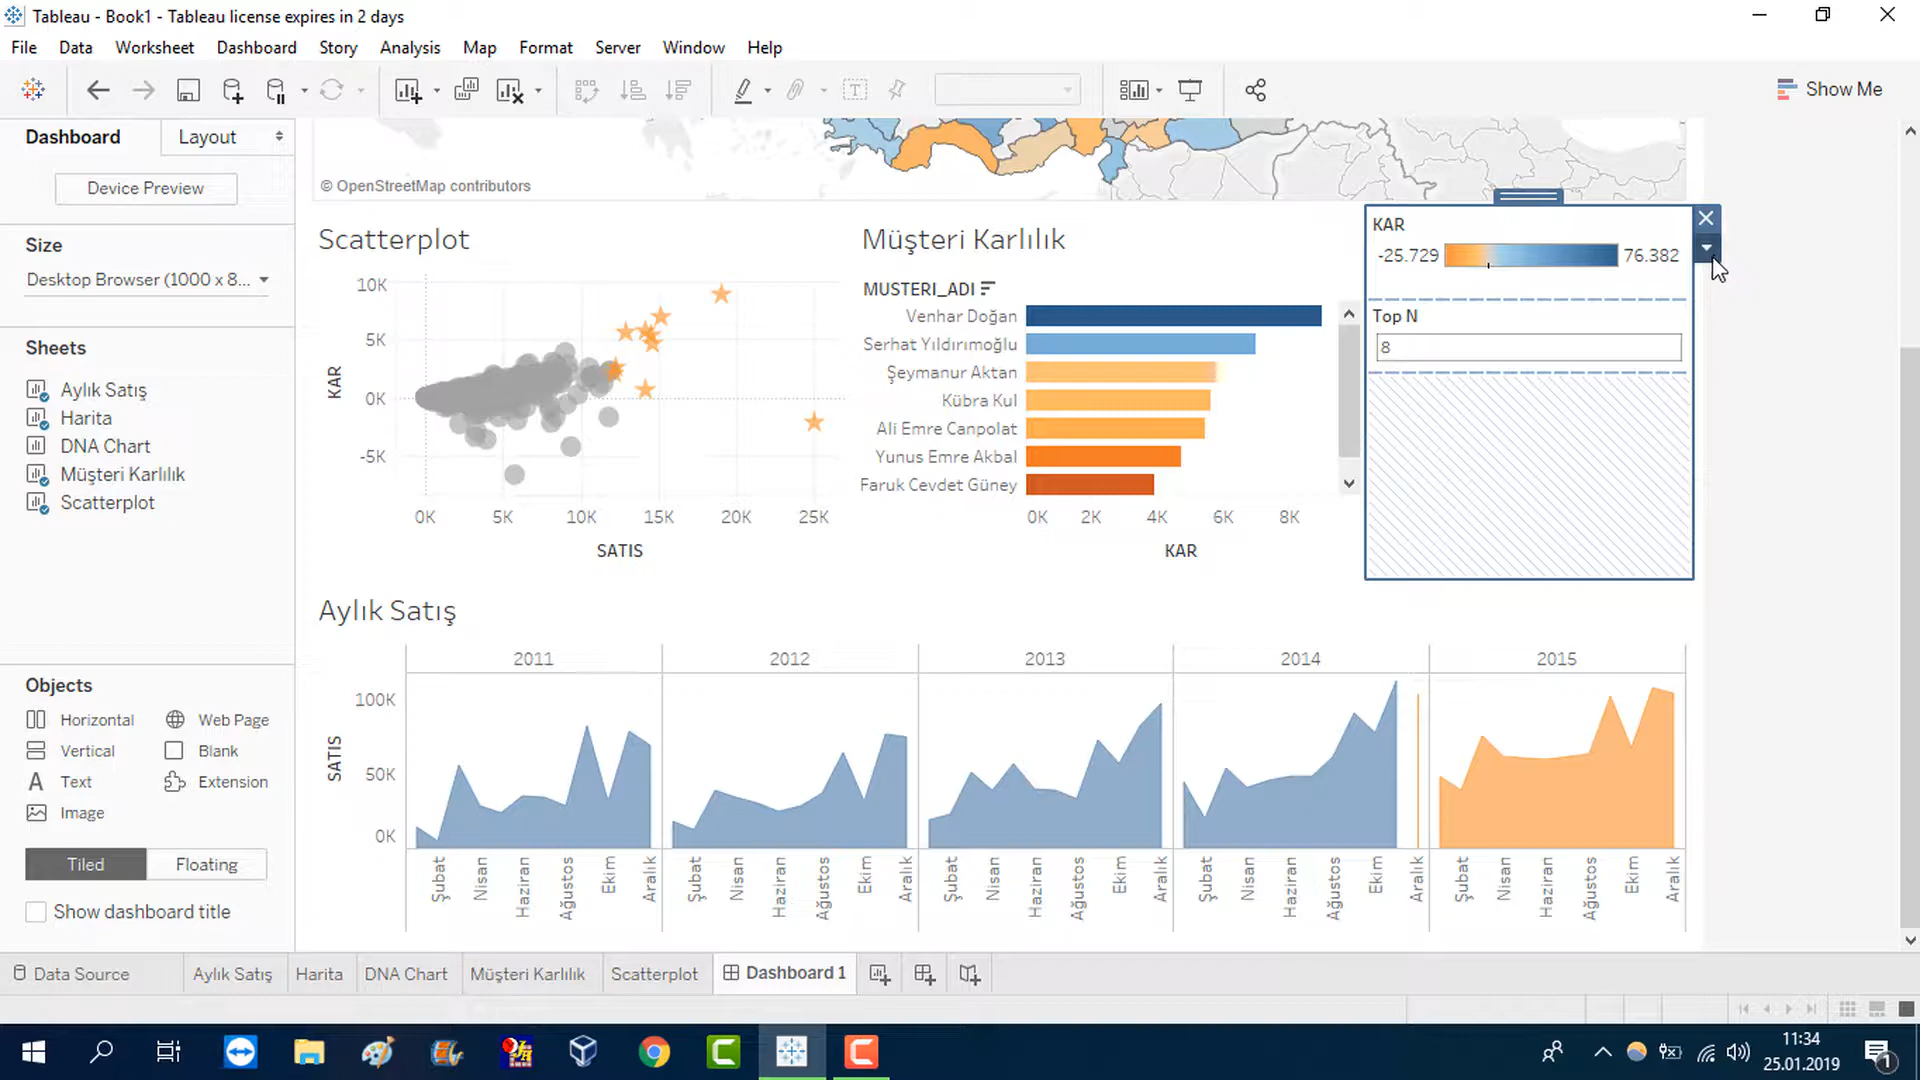 Tableau - Book1 - Tableau license expires in 2 days
File Data Worksheet Dashboard Story Analysis Map Format Server Window Help
Show Me
Dashboard Layout
Device Preview
Size
Desktop Browser (1000 x 8...
Sheets
Aylık Satış
Harita
DNA Chart
Müşteri Karlılık
Scatterplot
Objects
Horizontal Web Page
Vertical Blank
Text Extension
Image
Tiled Floating
Show dashboard title
© OpenStreetMap contributors
Scatterplot
KAR
10K
5K
0K
-5K
0K 5K 10K 15K 20K 25K
SATIS
Müşteri Karlılık
MUSTERI_ADI
Venhar Doğan
Serhat Yıldırımoğlu
Şeymanur Aktan
Kübra Kul
Ali Emre Canpolat
Yunus Emre Akbal
Faruk Cevdet Güney
0K 2K 4K 6K 8K
KAR
KAR
-25.729 76.382
Top N
8
Aylık Satış
2011 2012 2013 2014 2015
SATIS
100K
50K
0K
Şubat Nisan Haziran Ağustos Ekim Aralık Şubat Nisan Haziran Ağustos Ekim Aralık Şubat Nisan Haziran Ağustos Ekim Aralık Şubat Nisan Haziran Ağustos Ekim Aralık Şubat Nisan Haziran Ağustos Ekim Aralık
Data Source Aylık Satış Harita DNA Chart Müşteri Karlılık Scatterplot Dashboard 1
11:34
25.01.2019
1